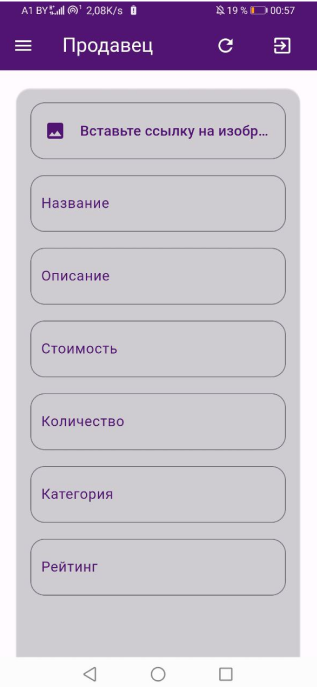 A1 BY 2,08K/s 19 % 00:57
Продавец
Вставьте ссылку на изобр...
Название
Описание
Стоимость
Количество
Категория
Рейтинг